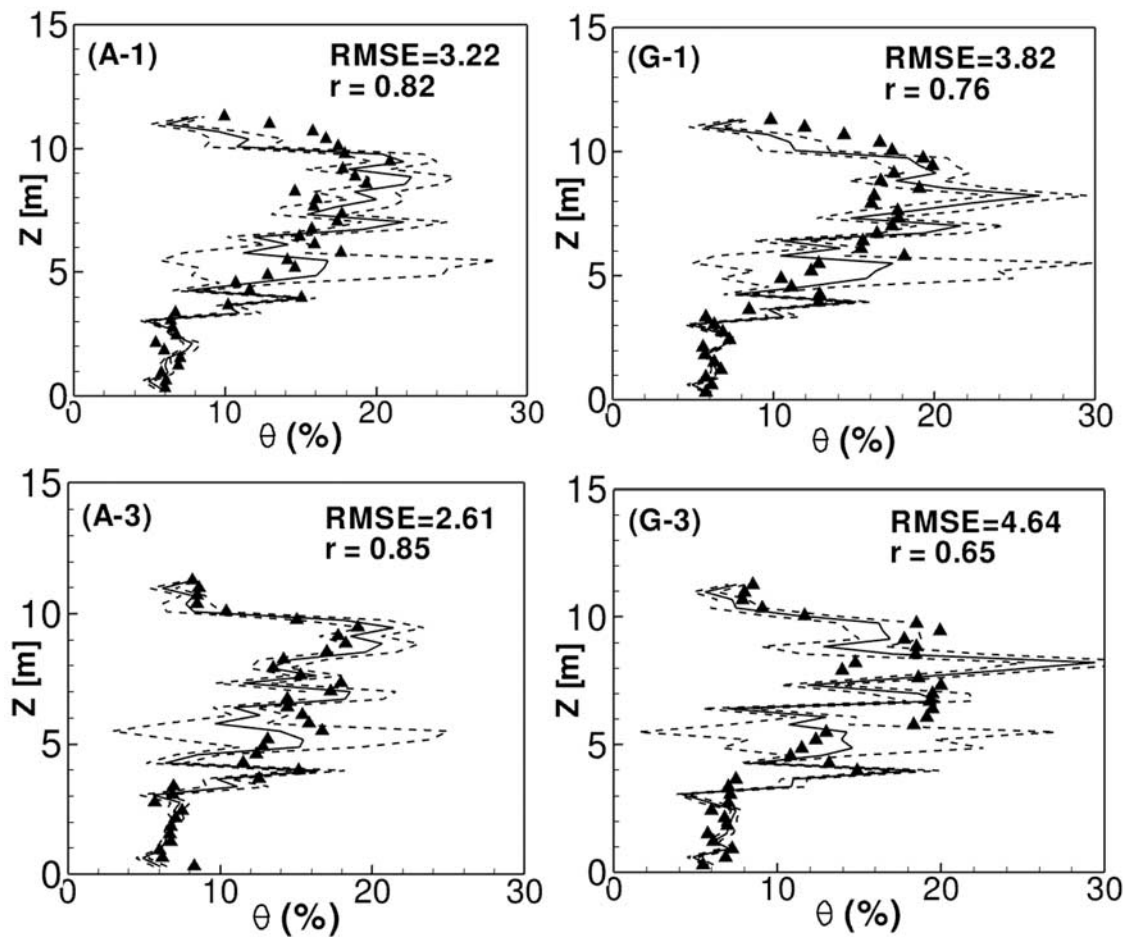 (A-1)
RMSE=3.22
r = 0.82
Z [m]
15
10
5
0
0 10 20 30
θ (%)
(G-1)
RMSE=3.82
r = 0.76
Z [m]
15
10
5
0
0 10 20 30
θ (%)
(A-3)
RMSE=2.61
r = 0.85
Z [m]
15
10
5
0
0 10 20 30
θ (%)
(G-3)
RMSE=4.64
r = 0.65
Z [m]
15
10
5
0
0 10 20 30
θ (%)